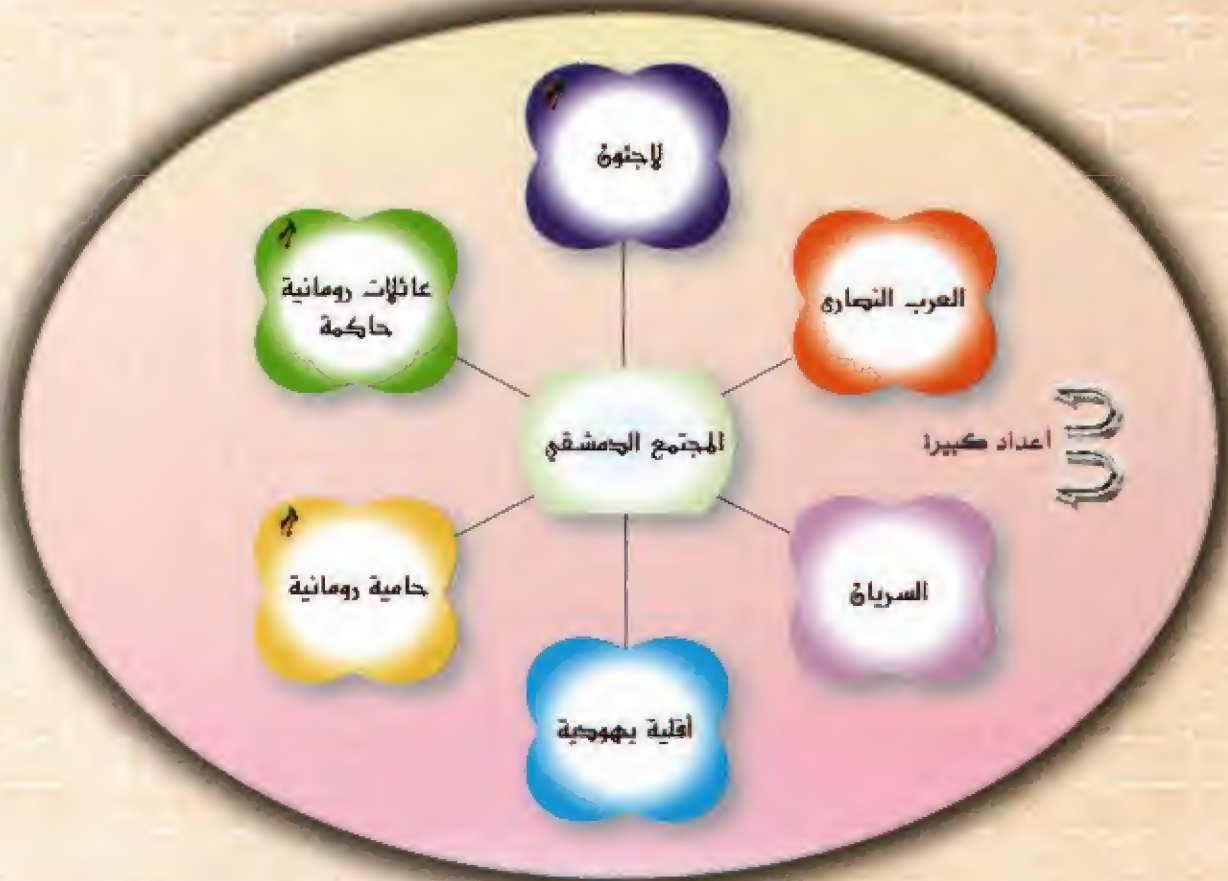 لاجئون
العرب النصارى
عائلات رومانية
حاكمة
المجتمع الدمشقي
أعداد كبيرة
السريان
حامية رومانية
أقلية يهودية